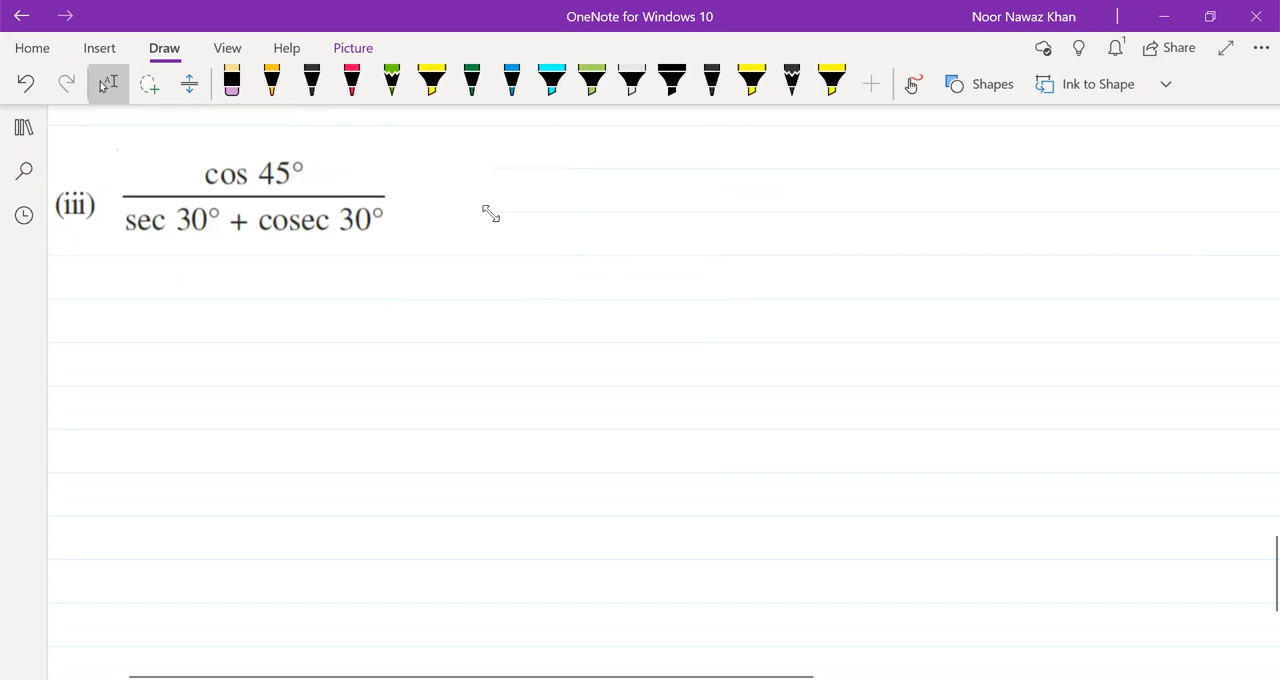 OneNote for Windows 10
Noor Nawaz Khan
Home Insert Draw View Help Picture
1
Share
Shapes
Ink to Shape
(iii) cos 45°
sec 30° + cosec 30°